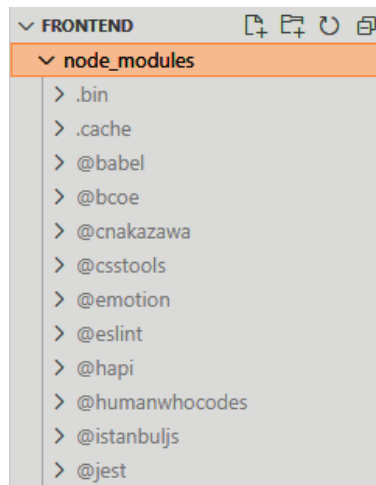 FRONTEND
node_modules
.bin
.cache
@babel
@bcoe
@cnakazawa
@csstools
@emotion
@eslint
@hapi
@humanwhocodes
@istanbuljs
@jest